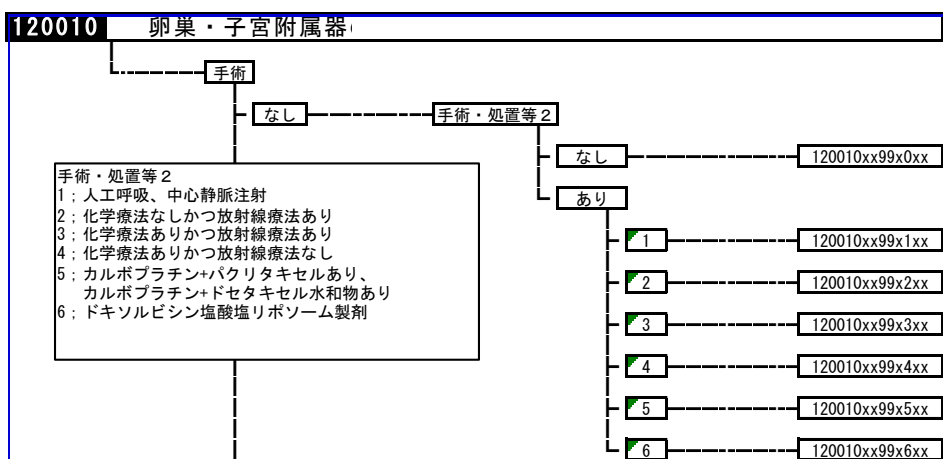 120010 卵巣・子宮附属器
手術
なし
手術・処置等2
なし
120010xx99x0xx
手術・処置等2
1;人工呼吸、中心静脈注射
2;化学療法なしかつ放射線療法あり
3;化学療法ありかつ放射線療法あり
4;化学療法ありかつ放射線療法なし
5;カルボプラチン+パクリタキセルあり、
カルボプラチン+ドセタキセル水和物あり
6;ドキソルビシン塩酸塩リポソーム製剤
あり
1
120010xx99x1xx
2
120010xx99x2xx
3
120010xx99x3xx
4
120010xx99x4xx
5
120010xx99x5xx
6
120010xx99x6xx